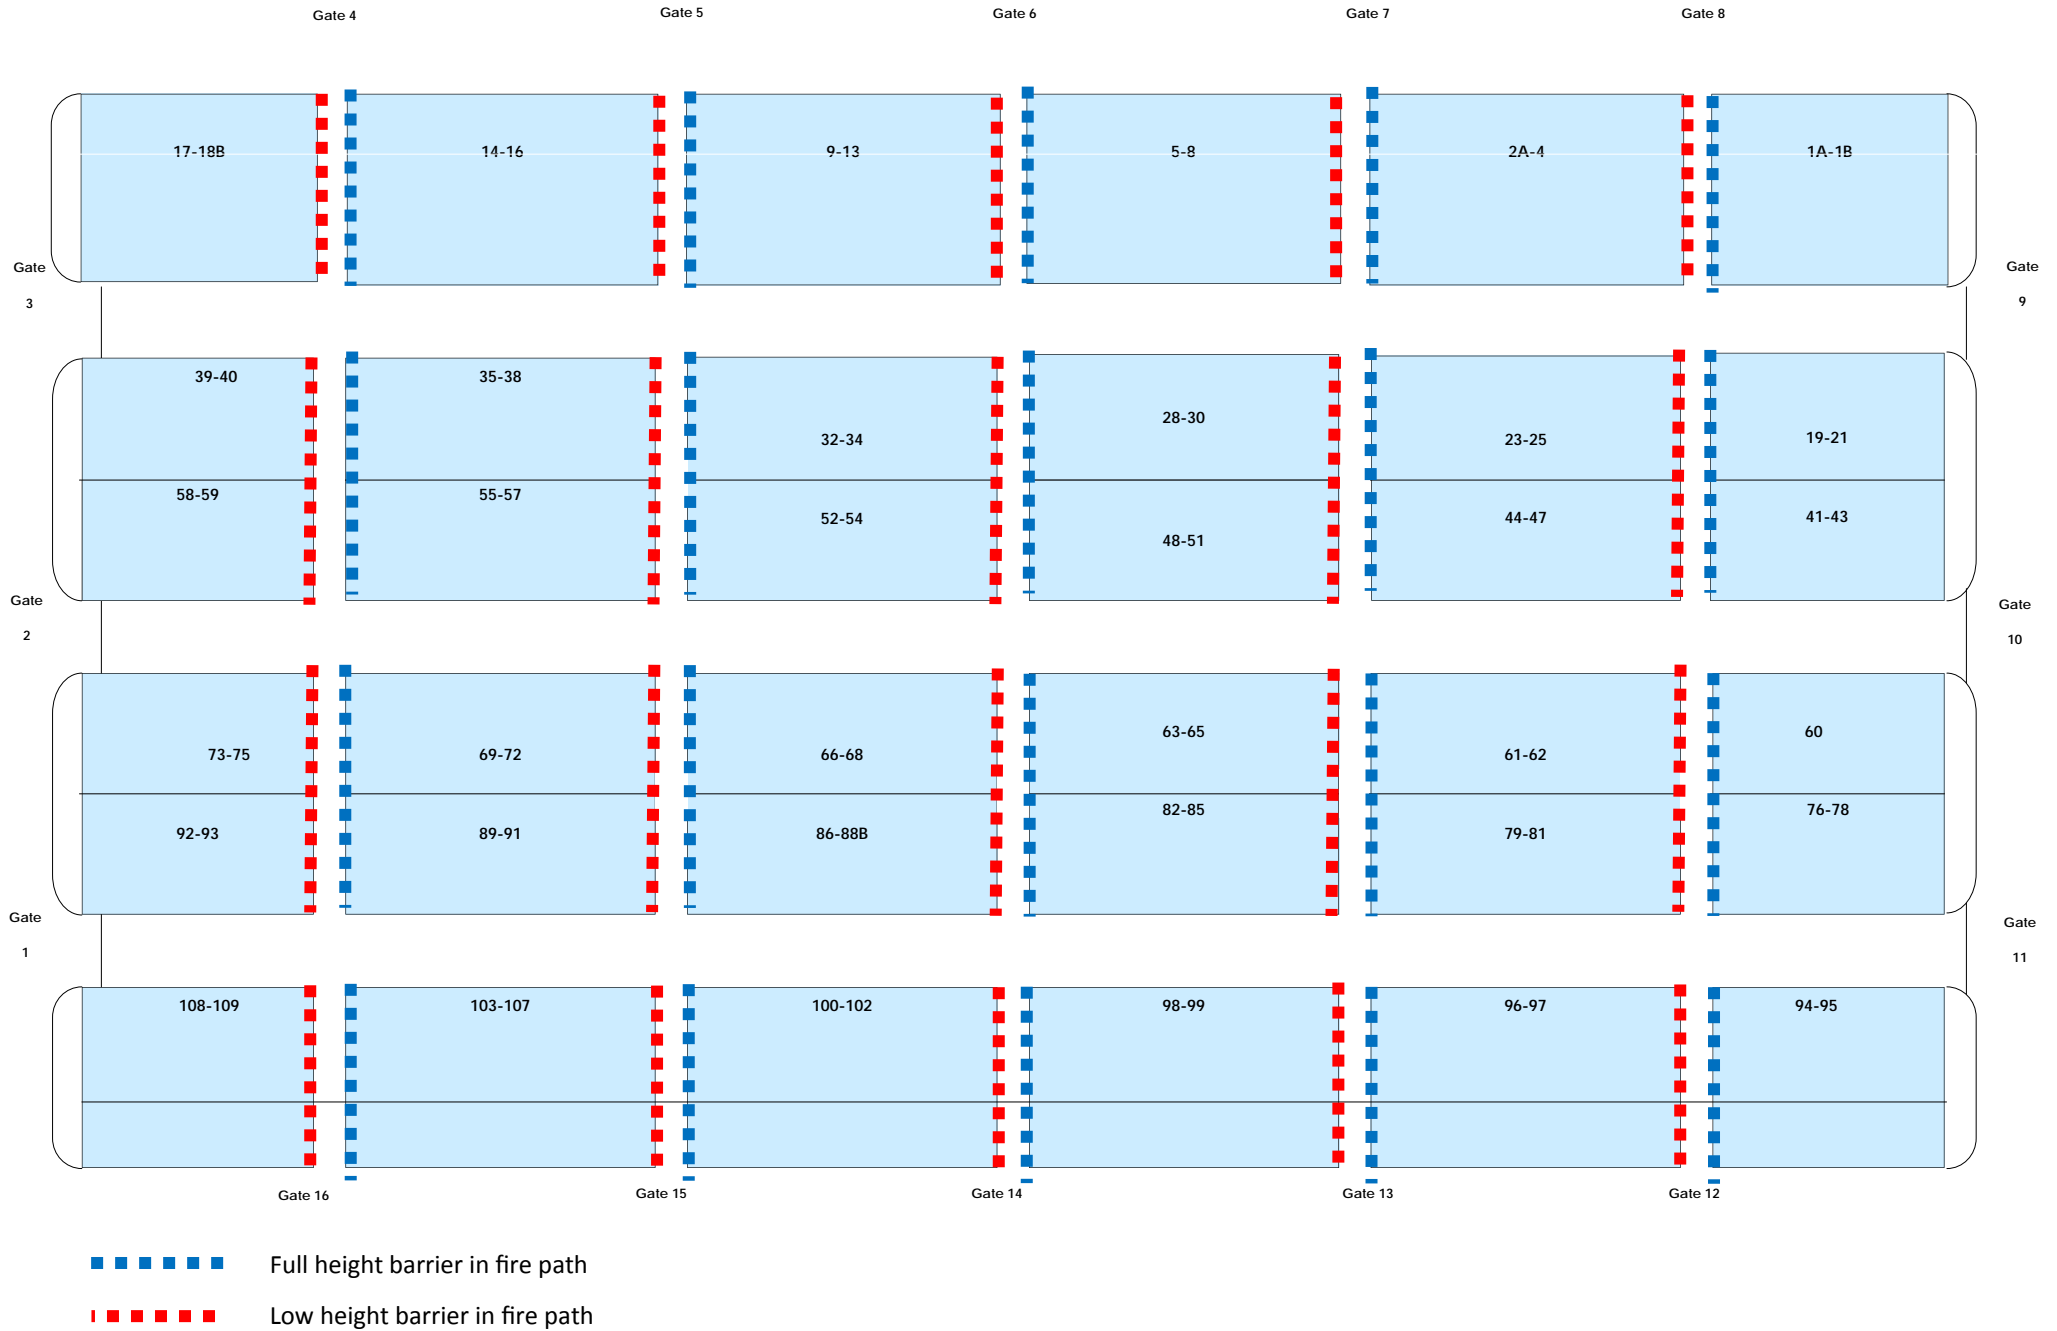 Gate 4
Gate 5
Gate 6
Gate 7
Gate 8
17-18B
14-16
9-13
5-8
2A-4
1A-1B
Gate
3
Gate
9
39-40
35-38
32-34
28-30
23-25
19-21
58-59
55-57
52-54
48-51
44-47
41-43
Gate
2
Gate
10
73-75
69-72
66-68
63-65
61-62
60
92-93
89-91
86-88B
82-85
79-81
76-78
Gate
1
Gate
11
108-109
103-107
100-102
98-99
96-97
94-95
Gate 16
Gate 15
Gate 14
Gate 13
Gate 12
Full height barrier in fire path
Low height barrier in fire path